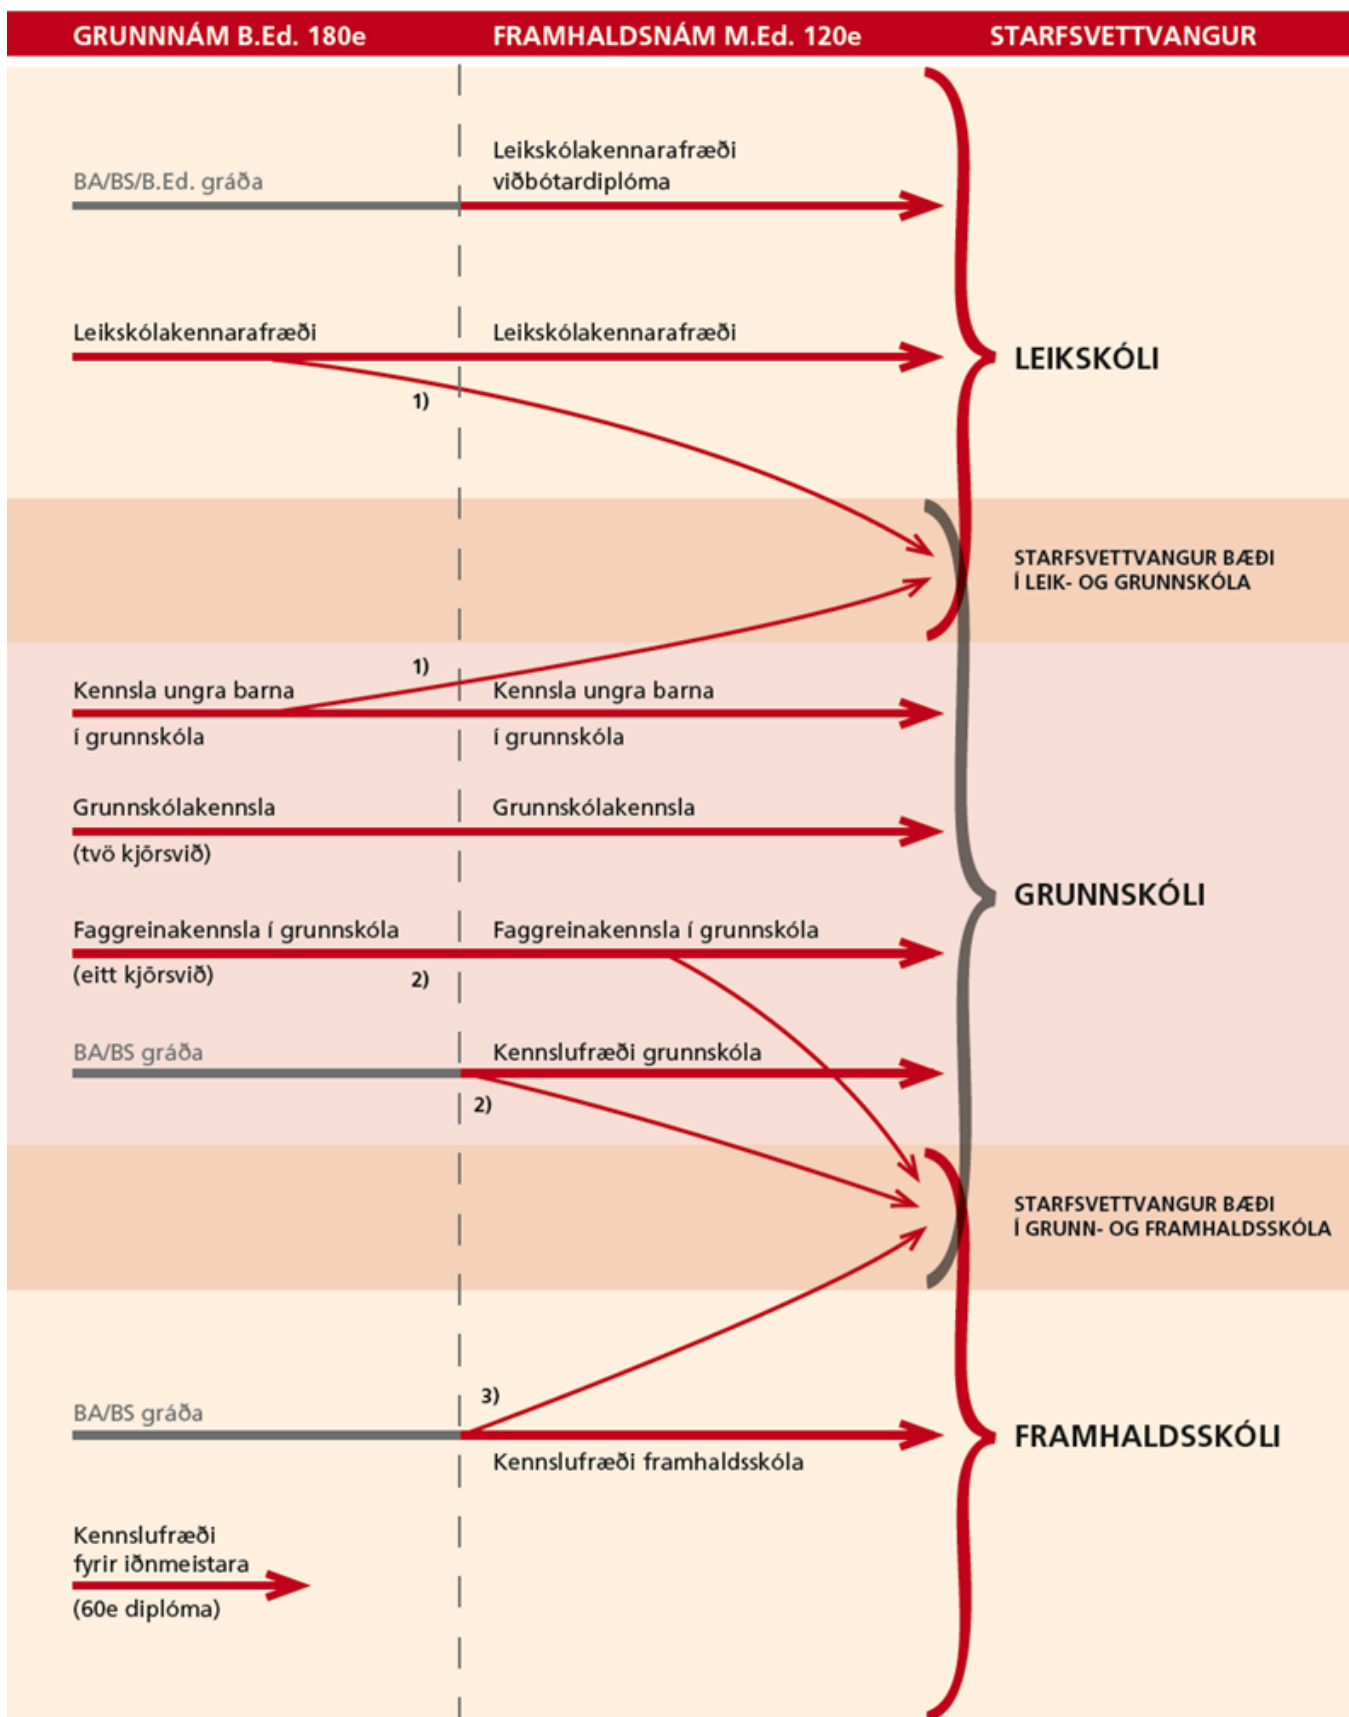 GRUNNNÁM B.Ed. 180e
FRAMHALDSNÁM M.Ed. 120e
STARFSVETTVANGUR
BA/BS/B.Ed. gráða
Leikskólakennarafræði
viðbótardiplóma
Leikskólakennarafræði
Leikskólakennarafræði
1)
LEIKSKÓLI
STARFSVETTVANGUR BÆÐI
Í LEIK- OG GRUNNSKÓLA
1)
Kennsla ungra barna
í grunnskóla
Kennsla ungra barna
í grunnskóla
Grunnskólakennsla
(tvö kjörsvið)
Grunnskólakennsla
GRUNNSKÓLI
Faggreinakennsla í grunnskóla
(eitt kjörsvið)
2)
Faggreinakennsla í grunnskóla
BA/BS gráða
Kennslufræði grunnskóla
2)
STARFSVETTVANGUR BÆÐI
Í GRUNN- OG FRAMHALDSSKÓLA
BA/BS gráða
3)
Kennslufræði framhaldsskóla
FRAMHALDSSKÓLI
Kennslufræði
fyrir iðnmeistara
(60e diplóma)